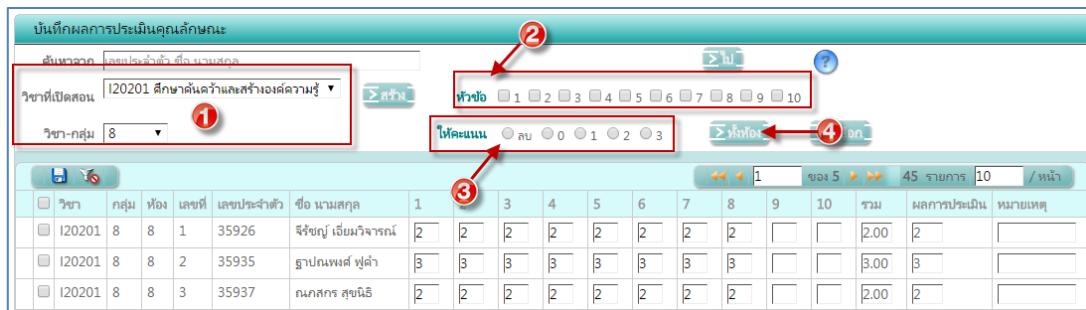 บันทึกผลการประเมินคุณลักษณะ
ค้นหาจาก เลขประจำตัว ชื่อ นามสกุล ไป ?
2
วิชาที่เปิดสอน I20201 ศึกษาค้นคว้าและสร้างองค์ความรู้ สร้าง หัวข้อ 1 2 3 4 5 6 7 8 9 10
1
วิชา-กลุ่ม 8 ให้คะแนน ลบ 0 1 2 3 ทั้งห้อง 4
3
1 ของ 5 45 รายการ 10 / หน้า
วิชา กลุ่ม ห้อง เลขที่ เลขประจำตัว ชื่อ นามสกุล 1 2 3 4 5 6 7 8 9 10 รวม ผลการประเมิน หมายเหตุ
I20201 8 8 1 35926 จีรัชญ์ เอี่ยมวิจารณ์ 2 2 2 2 2 2 2 2 2.00 2
I20201 8 8 2 35935 ฐาปณพงศ์ ฟูคำ 3 3 3 3 3 3 3 3 3.00 3
I20201 8 8 3 35937 ณภสกร สุขนิธิ 2 2 2 2 2 2 2 2 2.00 2